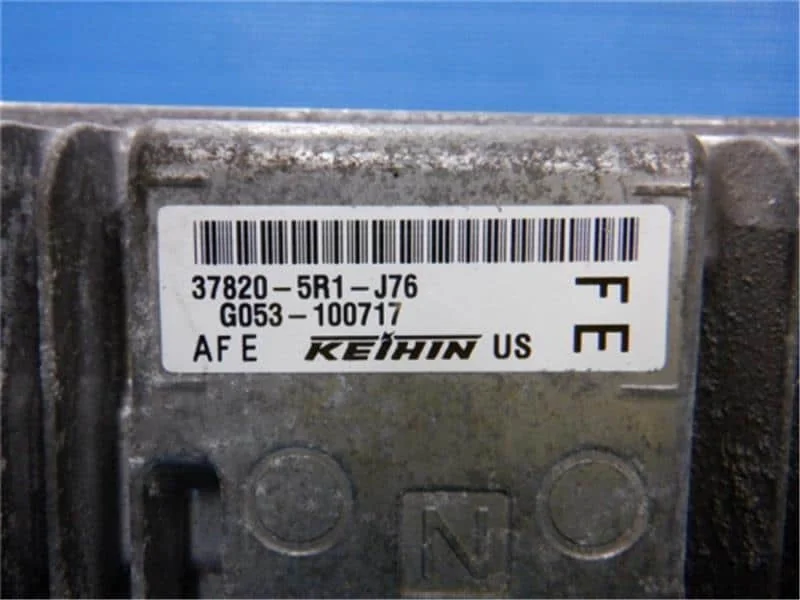 37820-5R1-J76
G053-100717
AFE KEIHIN US
FE
N